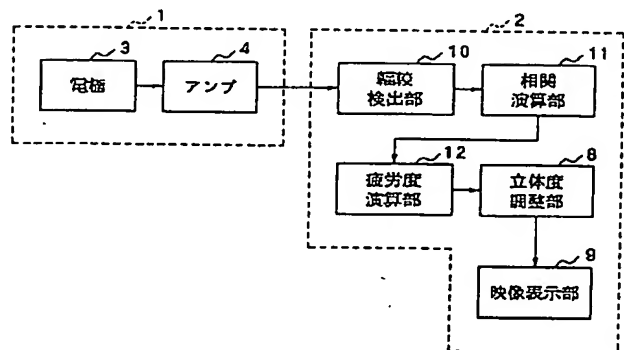 1
2
3
電極
4
アンプ
10
輻輳
検出部
11
相関
演算部
12
疲労度
演算部
8
立体度
調整部
9
映像表示部